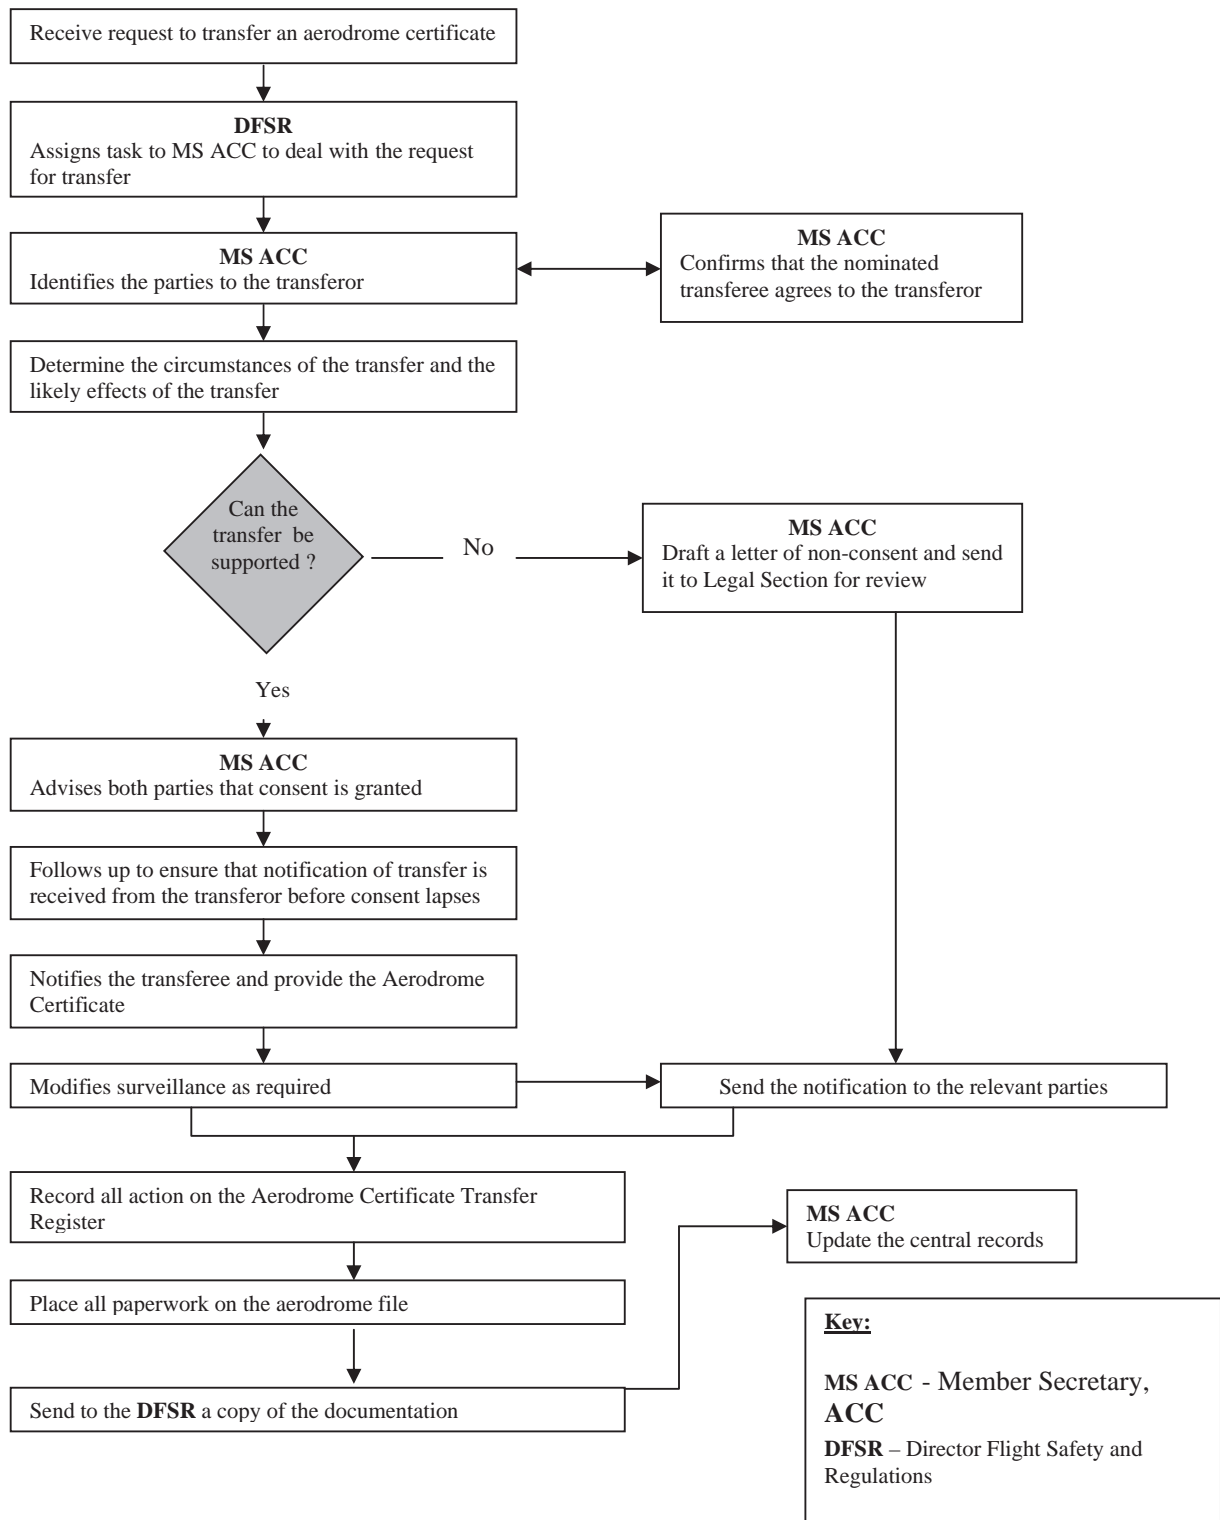 Receive request to transfer an aerodrome certificate
DFSR
Assigns task to MS ACC to deal with the request
for transfer
MS ACC
Identifies the parties to the transferor
MS ACC
Confirms that the nominated
transferee agrees to the transferor
Determine the circumstances of the transfer and the
likely effects of the transfer
Can the
transfer be
supported ?
No
MS ACC
Draft a letter of non-consent and send
it to Legal Section for review
Yes
MS ACC
Advises both parties that consent is granted
Follows up to ensure that notification of transfer is
received from the transferor before consent lapses
Notifies the transferee and provide the Aerodrome
Certificate
Modifies surveillance as required
Send the notification to the relevant parties
Record all action on the Aerodrome Certificate Transfer
Register
MS ACC
Update the central records
Place all paperwork on the aerodrome file
Send to the DFSR a copy of the documentation
Key:
MS ACC - Member Secretary,
ACC
DFSR – Director Flight Safety and
Regulations